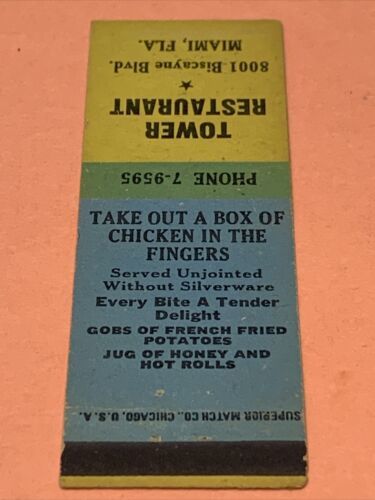 TOWER
RESTAURANT
★
8001 Biscayne Blvd.
MIAMI, FLA.
PHONE 7-9595
TAKE OUT A BOX OF
CHICKEN IN THE
FINGERS
Served Unjointed
Without Silverware
Every Bite A Tender
Delight
GOBS OF FRENCH FRIED
POTATOES
JUG OF HONEY AND
HOT ROLLS
SUPERIOR MATCH CO., CHICAGO, U.S.A.